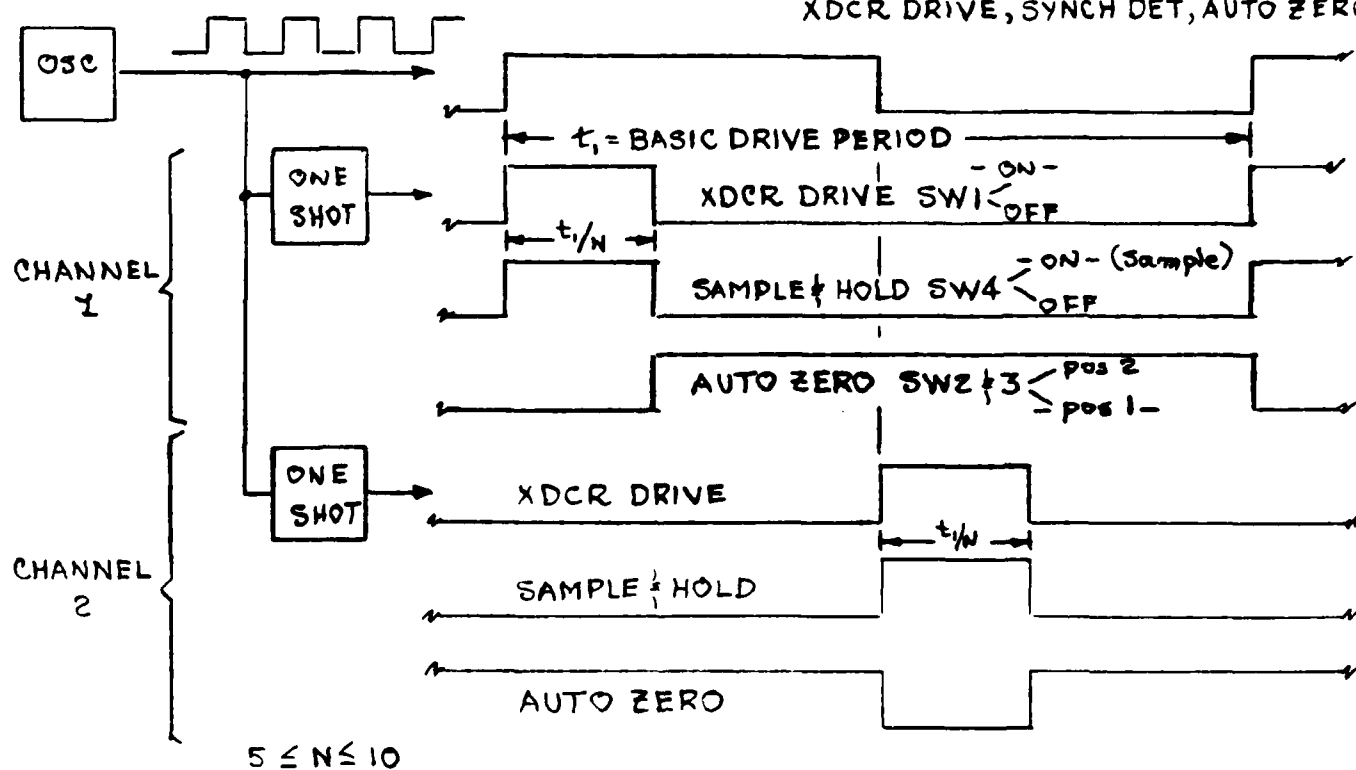 XDCR DRIVE, SYNCH DET, AUTO ZERO
OSC
t₁ = BASIC DRIVE PERIOD
ONE
SHOT
XDCR DRIVE SW1
- ON -
OFF
t₁/N
CHANNEL
1
SAMPLE & HOLD SW4
- ON - (Sample)
OFF
AUTO ZERO SW2 & 3
pos 2
- pos 1 -
ONE
SHOT
XDCR DRIVE
t₁/N
CHANNEL
2
SAMPLE & HOLD
AUTO ZERO
5 ≤ N ≤ 10